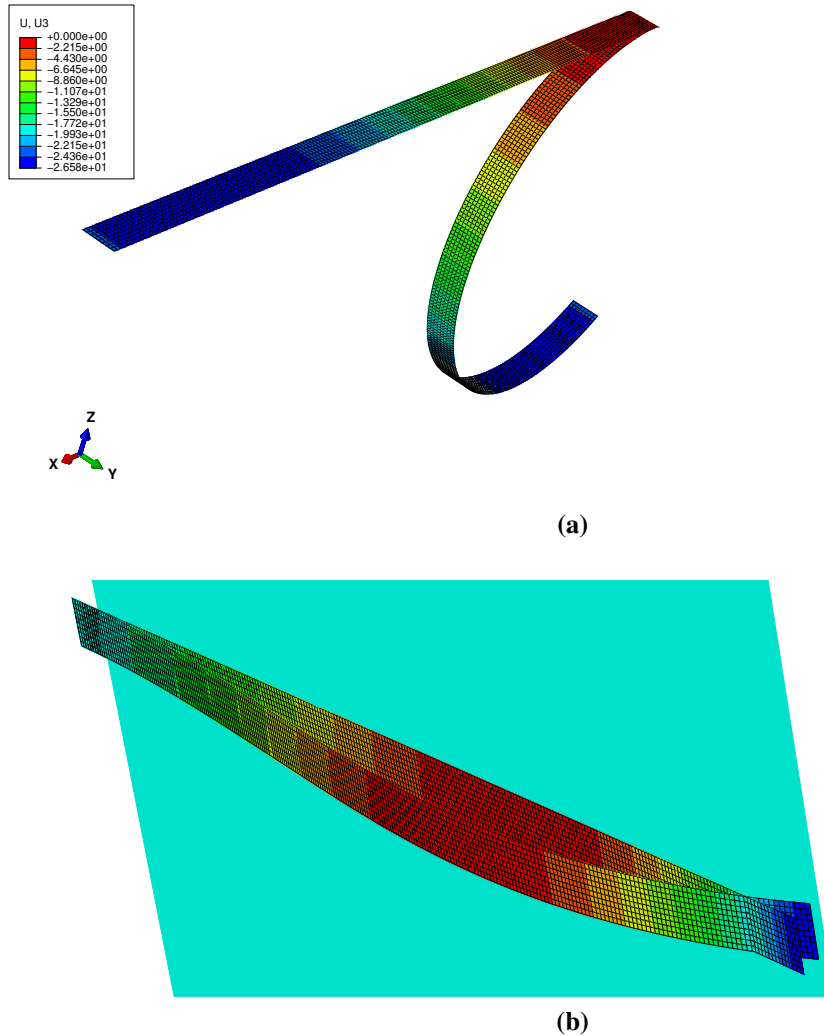 U, U3
+0.000e+00
−2.215e+00
−4.430e+00
−6.645e+00
−8.860e+00
−1.107e+01
−1.329e+01
−1.550e+01
−1.772e+01
−1.993e+01
−2.215e+01
−2.436e+01
−2.658e+01
Z
X
Y
(a)
(b)